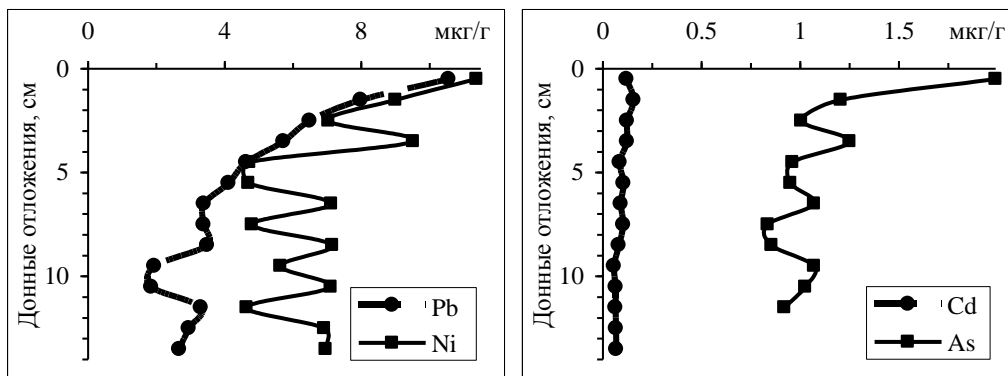 0 4 8 мкг/г
0
5
10
Донные отложения, см
Pb
Ni
0 0.5 1 1.5 мкг/г
0
5
10
Донные отложения, см
Cd
As